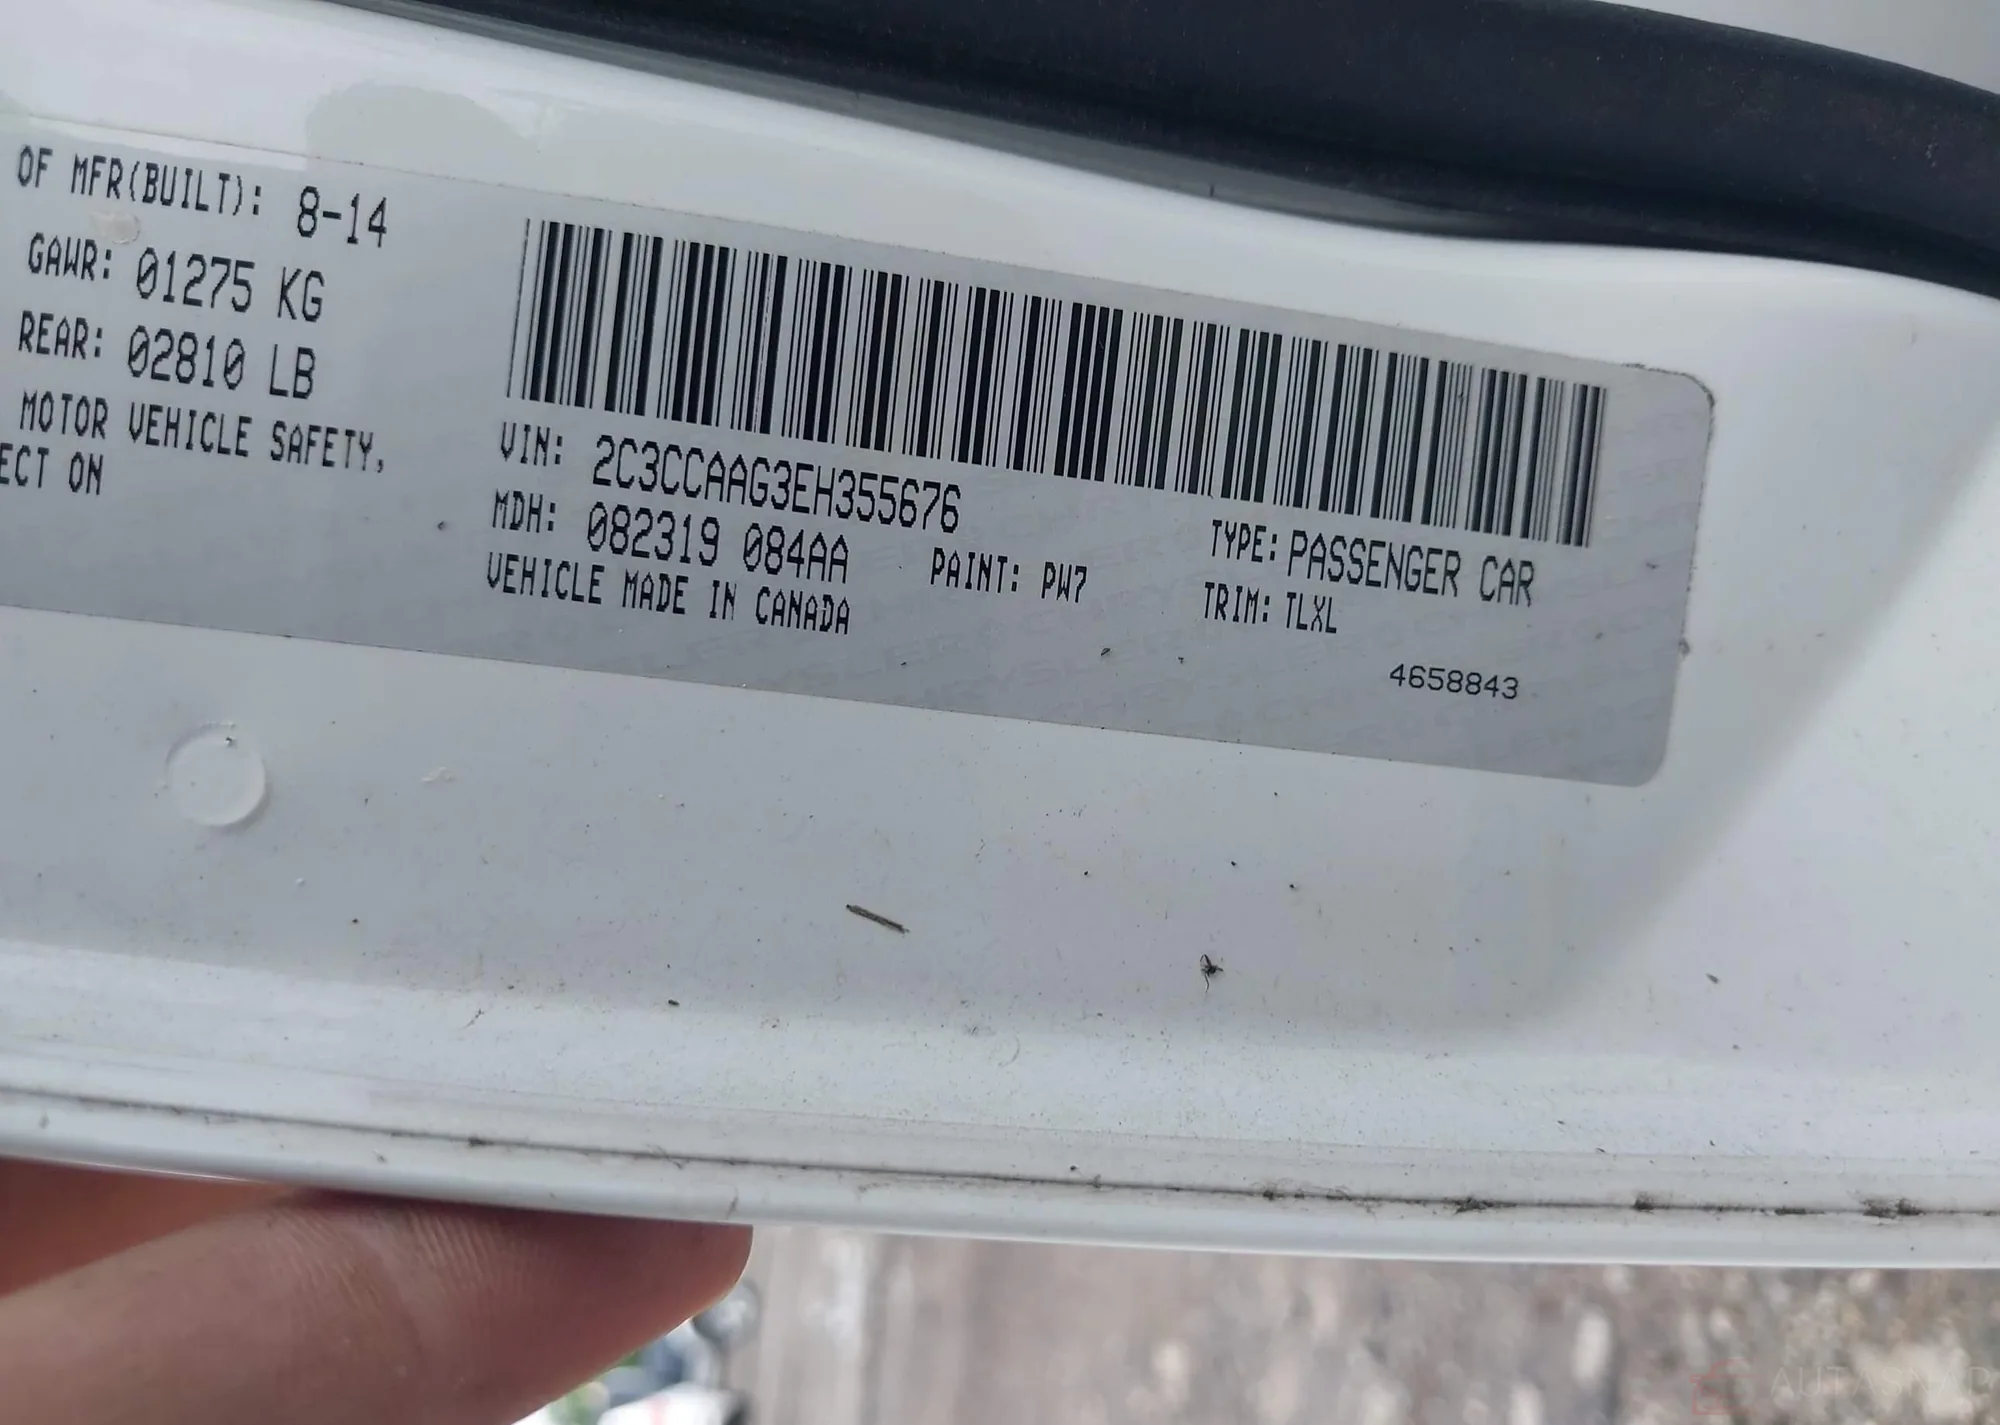 OF MFR(BUILT): 8-14
GAWR: 01275 KG
REAR: 02810 LB
MOTOR VEHICLE SAFETY,
ECT ON
VIN: 2C3CCAAG3EH355676
MDH: 082319 084AA
PAINT: PW7
VEHICLE MADE IN CANADA
TYPE: PASSENGER CAR
TRIM: TLXL
4658843